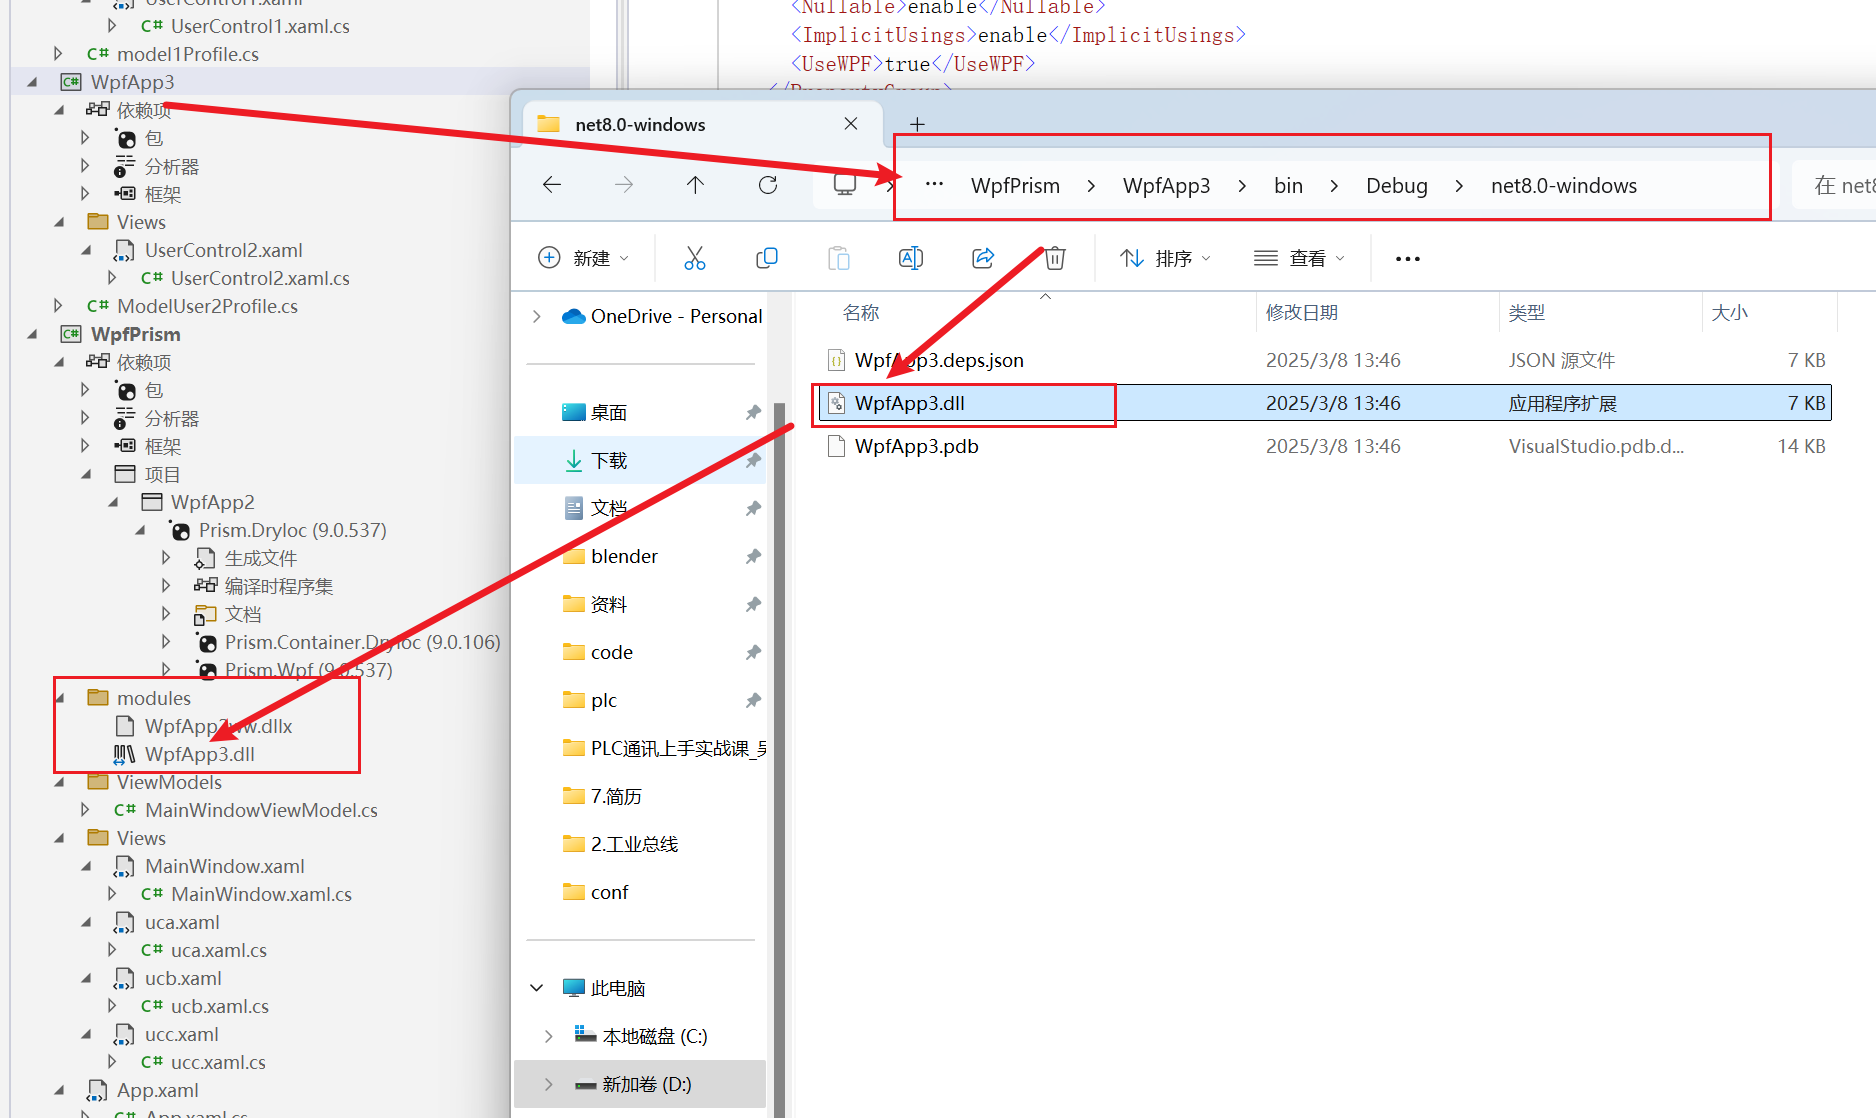 UserControl1.xaml
UserControl1.xaml.cs
model1Profile.cs
WpfApp3
依赖项
包
分析器
框架
Views
UserControl2.xaml
UserControl2.xaml.cs
ModelUser2Profile.cs
WpfPrism
依赖项
包
分析器
框架
项目
WpfApp2
Prism.DryIoc (9.0.537)
生成文件
编译时程序集
文档
Prism.Container.DryIoc (9.0.106)
Prism.Wpf (9.0.537)
modules
.dllx
WpfApp3.dll
ViewModels
MainWindowViewModel.cs
Views
MainWindow.xaml
MainWindow.xaml.cs
uca.xaml
uca.xaml.cs
ucb.xaml
ucb.xaml.cs
ucc.xaml
ucc.xaml.cs
App.xaml
App.xaml.cs
<Nullable>enable</Nullable>
<ImplicitUsings>enable</ImplicitUsings>
<UseWPF>true</UseWPF>
</PropertyGroup>
net8.0-windows
… WpfPrism > WpfApp3 > bin > Debug > net8.0-windows
在 net8
新建
排序
查看
OneDrive - Personal
桌面
下载
文档
blender
资料
code
plc
PLC通讯上手实战课_
7.简历
2.工业总线
conf
此电脑
本地磁盘 (C:)
新加卷 (D:)
名称 修改日期 类型 大小
WpfApp3.deps.json 2025/3/8 13:46 JSON 源文件 7 KB
WpfApp3.dll 2025/3/8 13:46 应用程序扩展 7 KB
WpfApp3.pdb 2025/3/8 13:46 VisualStudio.pdb.d... 14 KB